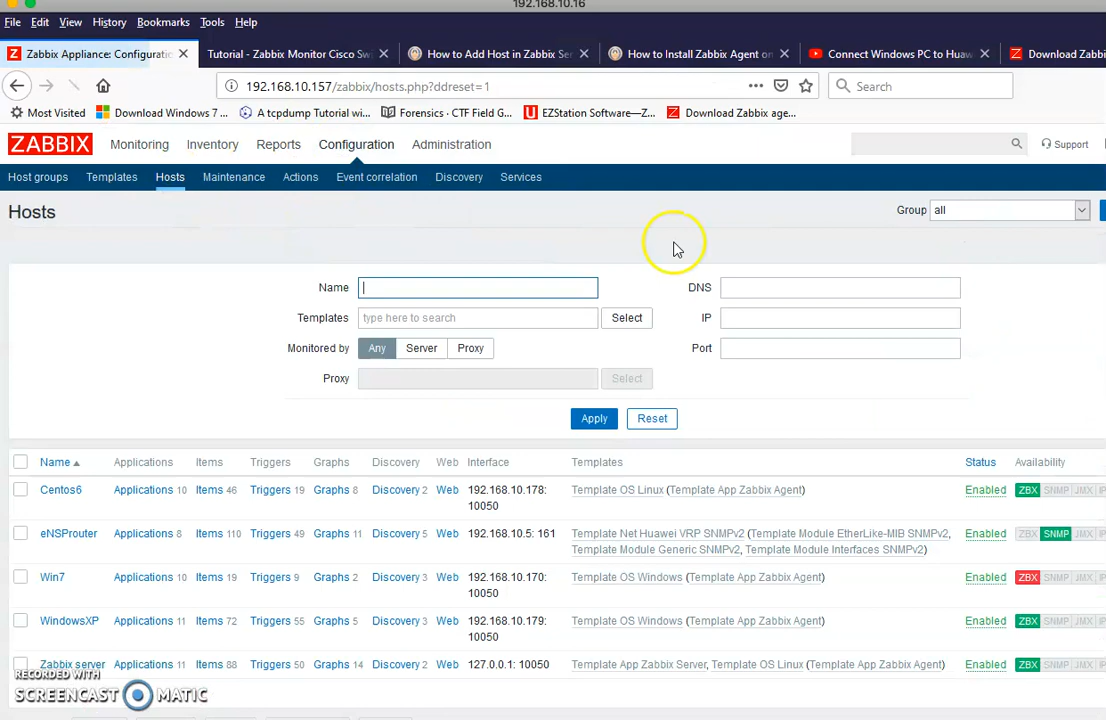 192.168.10.16
File Edit View History Bookmarks Tools Help
Zabbix Appliance: Configuratio Tutorial - Zabbix Monitor Cisco Swi How to Add Host in Zabbix Ser How to Install Zabbix Agent on Connect Windows PC to Huaw Download Zabbi
192.168.10.157/zabbix/hosts.php?ddreset=1 Search
Most Visited Download Windows 7 ... A tcpdump Tutorial wi... Forensics · CTF Field G... EZStation Software—Z... Download Zabbix age...
ZABBIX Monitoring Inventory Reports Configuration Administration Support
Host groups Templates Hosts Maintenance Actions Event correlation Discovery Services
Hosts Group all
Name DNS
Templates type here to search Select IP
Monitored by Any Server Proxy Port
Proxy Select
Apply Reset
Name Applications Items Triggers Graphs Discovery Web Interface Templates Status Availability
Centos6 Applications 10 Items 46 Triggers 19 Graphs 8 Discovery 2 Web 192.168.10.178: Template OS Linux (Template App Zabbix Agent) Enabled ZBX SNMP JMX IP
10050
eNSProuter Applications 8 Items 110 Triggers 49 Graphs 11 Discovery 5 Web 192.168.10.5: 161 Template Net Huawei VRP SNMPv2 (Template Module EtherLike-MIB SNMPv2, Enabled ZBX SNMP JMX IP
Template Module Generic SNMPv2, Template Module Interfaces SNMPv2)
Win7 Applications 10 Items 19 Triggers 9 Graphs 2 Discovery 3 Web 192.168.10.170: Template OS Windows (Template App Zabbix Agent) Enabled ZBX SNMP JMX IP
10050
WindowsXP Applications 11 Items 72 Triggers 55 Graphs 5 Discovery 3 Web 192.168.10.179: Template OS Windows (Template App Zabbix Agent) Enabled ZBX SNMP JMX IP
10050
Zabbix server Applications 11 Items 88 Triggers 50 Graphs 14 Discovery 2 Web 127.0.0.1: 10050 Template App Zabbix Server, Template OS Linux (Template App Zabbix Agent) Enabled ZBX SNMP JMX IP
RECORDED WITH
SCREENCAST MATIC